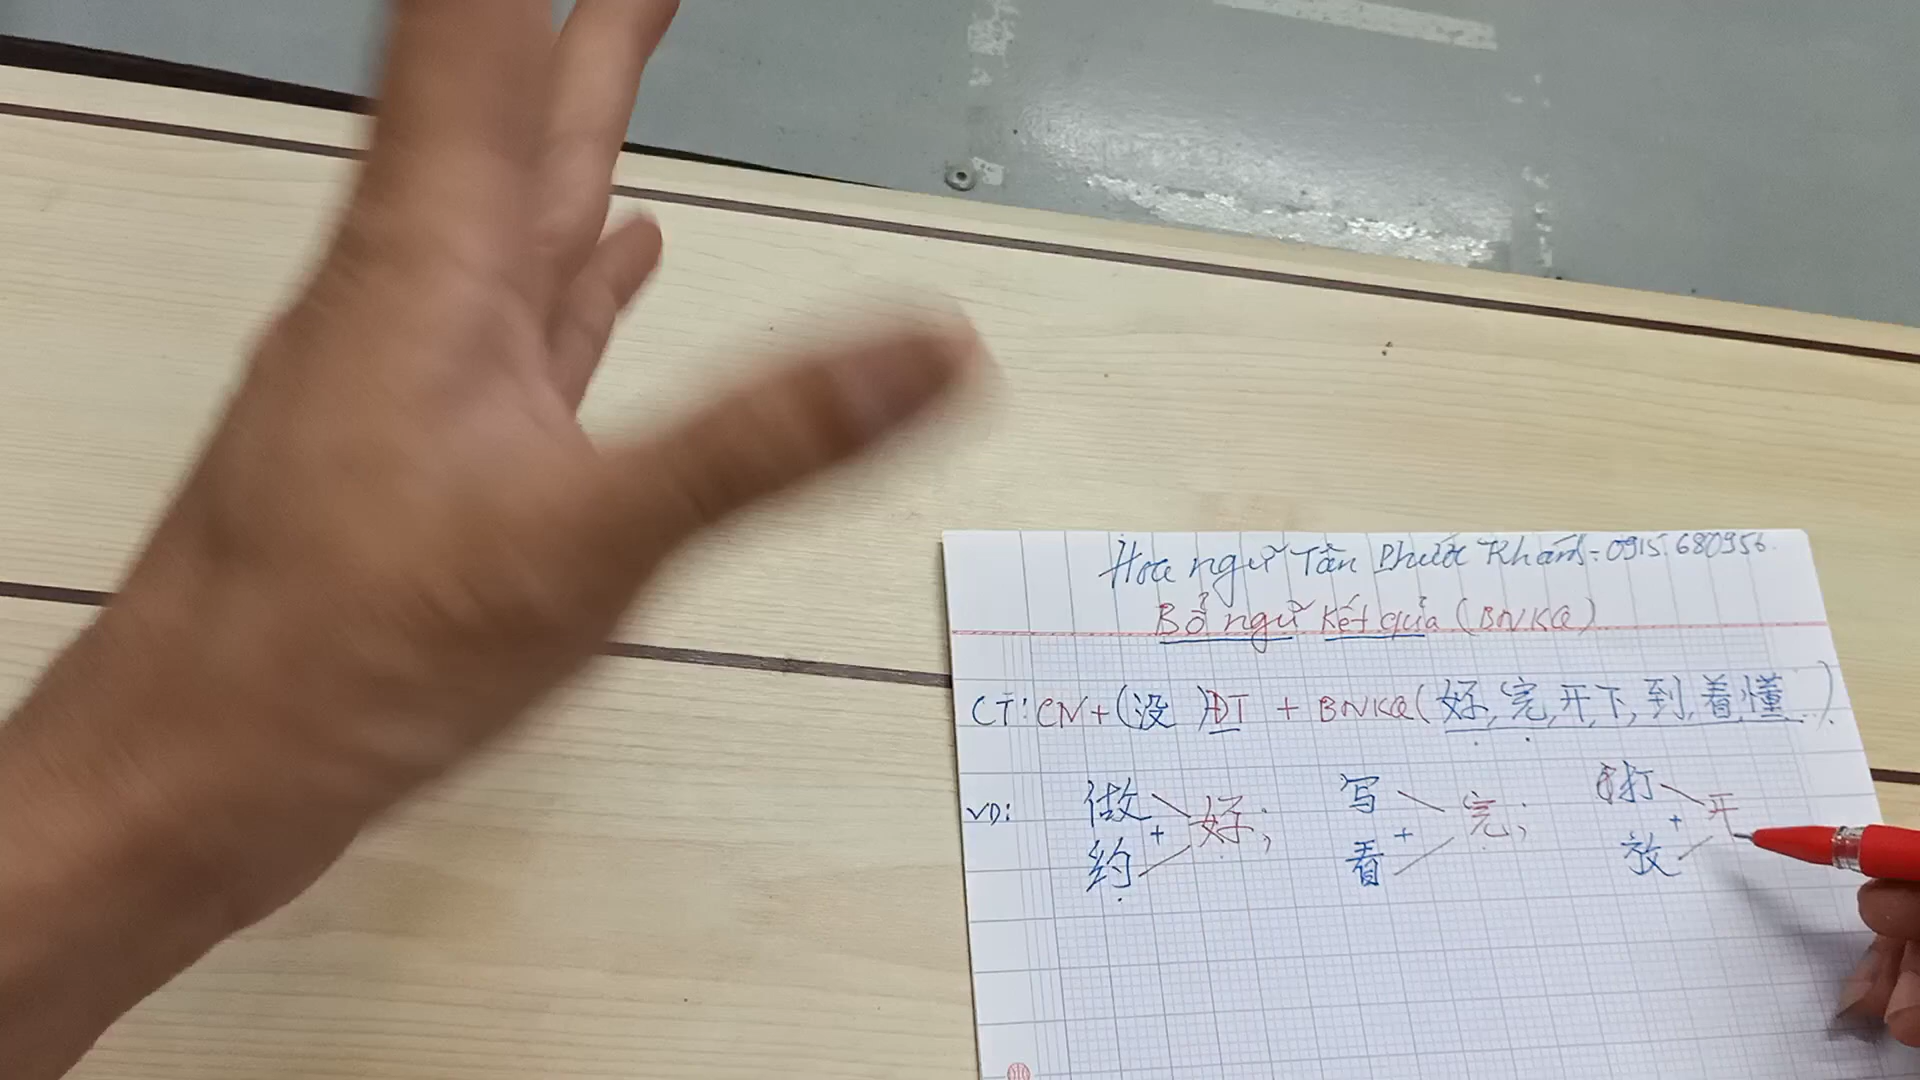 Hoa ngữ Tân Phước Khánh: 0915.680956.
Bổ ngữ kết quả (BNKQ)
CT: CN + (没) ĐT + BNKQ (好, 完, 开, 下, 到, 着, 懂...).
VD: 做 约 + 好; 写 看 + 完; 打 放 + 开